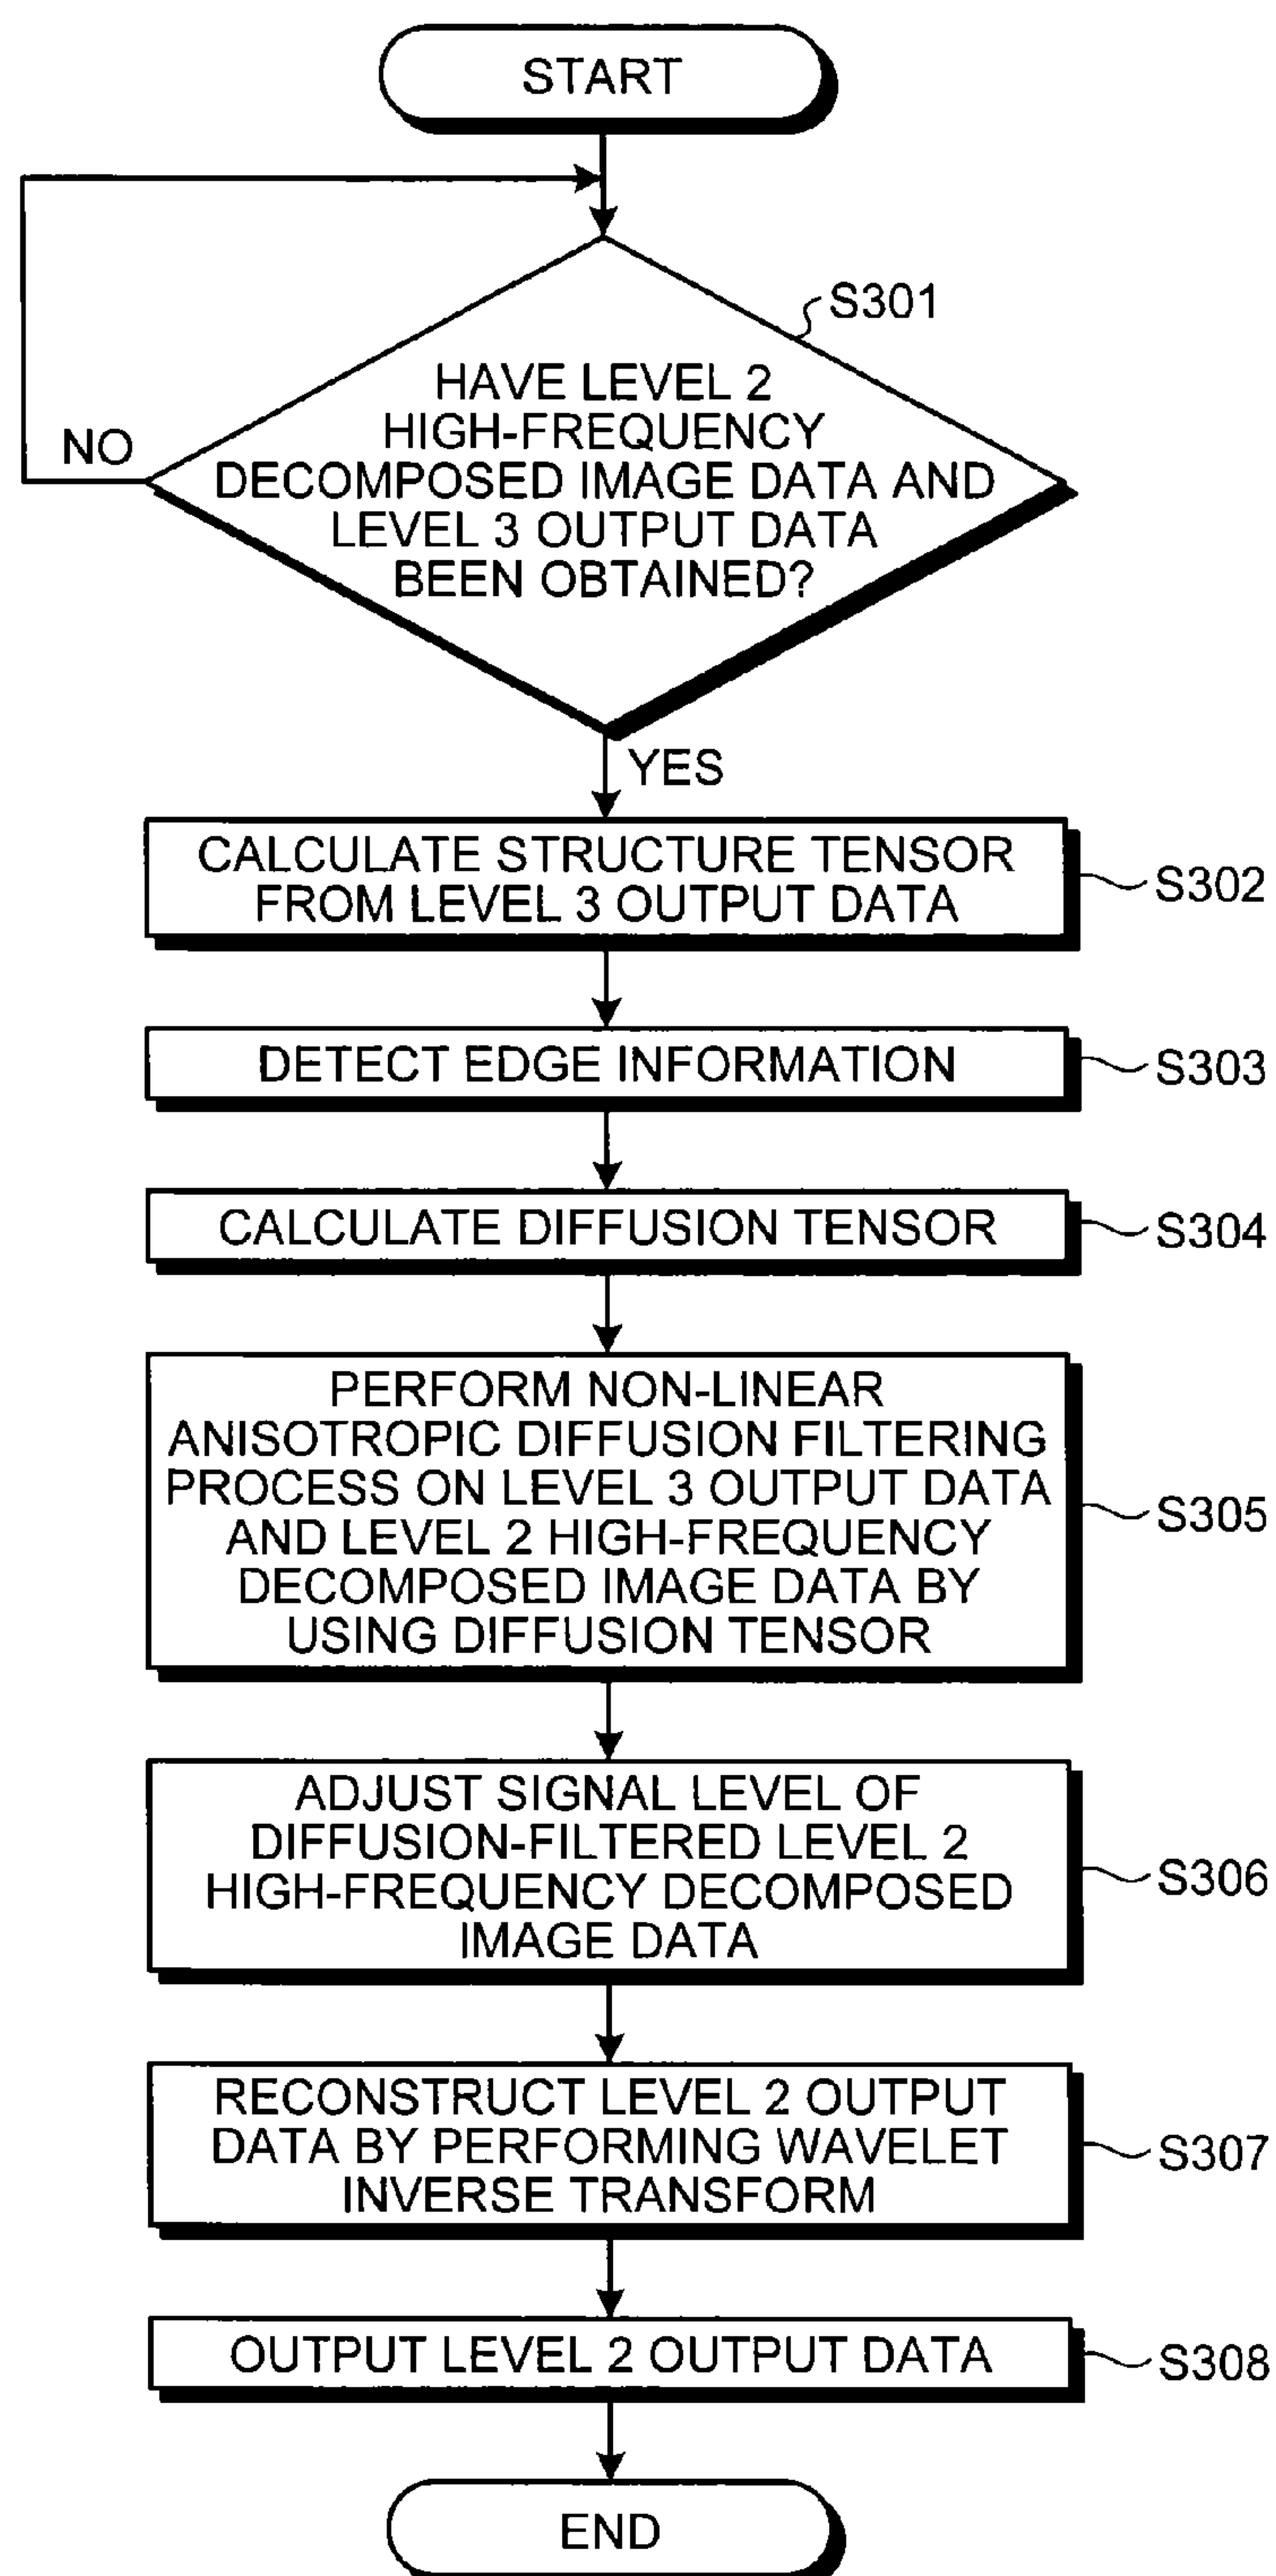 START
S301
HAVE LEVEL 2
HIGH-FREQUENCY
DECOMPOSED IMAGE DATA AND
LEVEL 3 OUTPUT DATA
BEEN OBTAINED?
NO
YES
CALCULATE STRUCTURE TENSOR
FROM LEVEL 3 OUTPUT DATA
S302
DETECT EDGE INFORMATION
S303
CALCULATE DIFFUSION TENSOR
S304
PERFORM NON-LINEAR
ANISOTROPIC DIFFUSION FILTERING
PROCESS ON LEVEL 3 OUTPUT DATA
AND LEVEL 2 HIGH-FREQUENCY
DECOMPOSED IMAGE DATA BY
USING DIFFUSION TENSOR
S305
ADJUST SIGNAL LEVEL OF
DIFFUSION-FILTERED LEVEL 2
HIGH-FREQUENCY DECOMPOSED
IMAGE DATA
S306
RECONSTRUCT LEVEL 2 OUTPUT
DATA BY PERFORMING WAVELET
INVERSE TRANSFORM
S307
OUTPUT LEVEL 2 OUTPUT DATA
S308
END